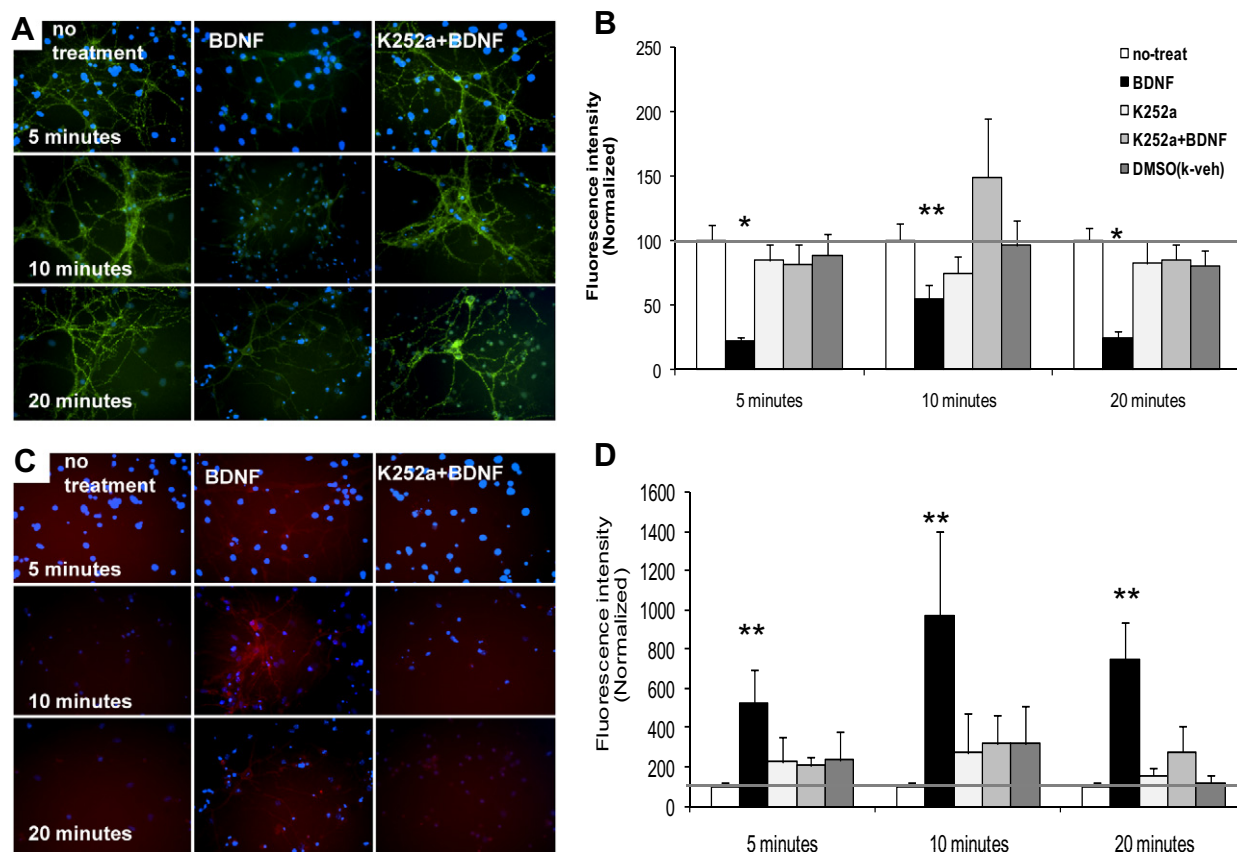 A
no
treatment
BDNF
K252a+BDNF
5 minutes
10 minutes
20 minutes
B
Fluorescence intensity
(Normalized)
250
200
150
100
50
0
no-treat
BDNF
K252a
K252a+BDNF
DMSO(k-veh)
*
**
*
5 minutes
10 minutes
20 minutes
C
no
treatment
BDNF
K252a+BDNF
5 minutes
10 minutes
20 minutes
D
Fluorescence intensity
(Normalized)
1600
1400
1200
1000
800
600
400
200
0
**
**
**
5 minutes
10 minutes
20 minutes